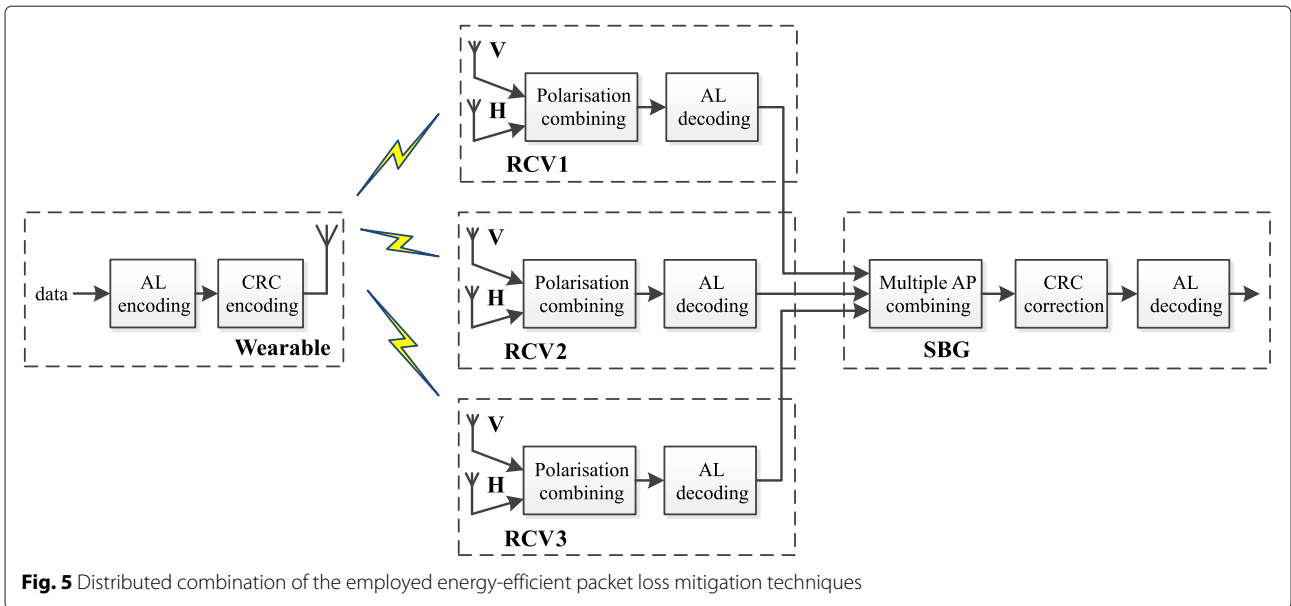 V
H
Polarisation
combining
AL
decoding
RCV1
data
AL
encoding
CRC
encoding
Wearable
V
H
Polarisation
combining
AL
decoding
RCV2
Multiple AP
combining
CRC
correction
AL
decoding
SBG
V
H
Polarisation
combining
AL
decoding
RCV3
Fig. 5 Distributed combination of the employed energy-efficient packet loss mitigation techniques